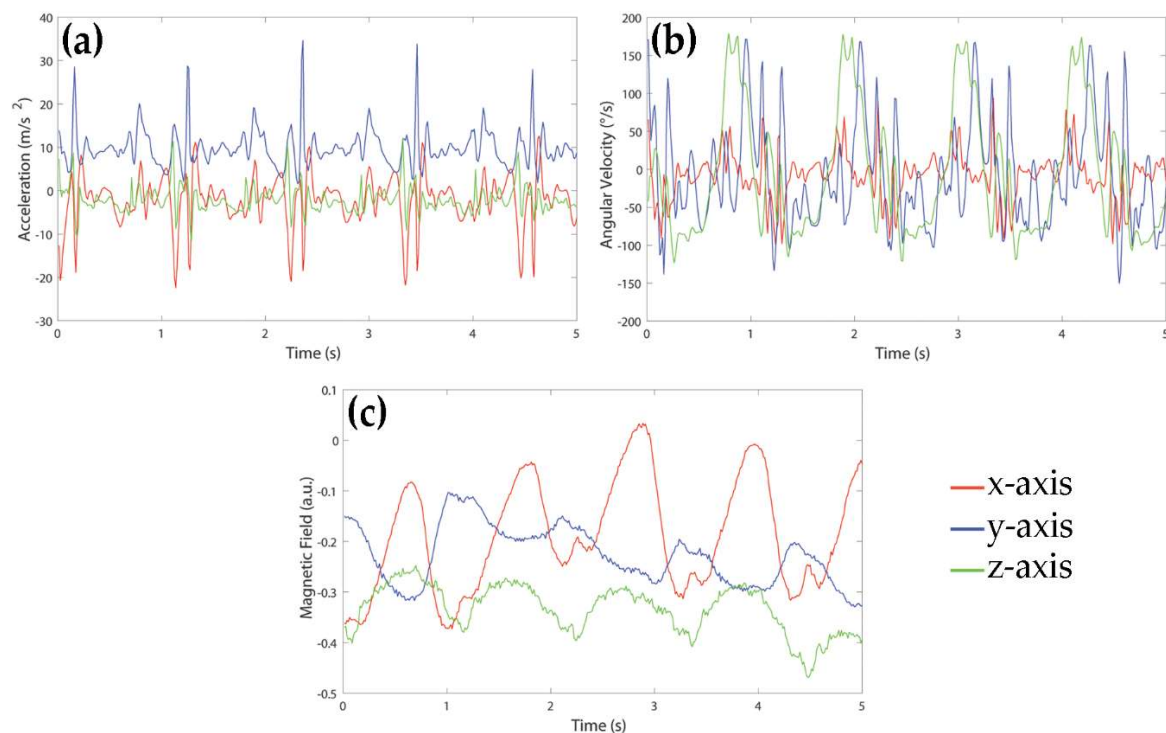 (a)
Acceleration (m/s²)
40
30
20
10
0
-10
-20
-30
0 1 2 3 4 5
Time (s)
(b)
Angular Velocity (°/s)
200
150
100
50
0
-50
-100
-150
-200
0 1 2 3 4 5
Time (s)
(c)
Magnetic Field (a.u.)
0.1
0
-0.1
-0.2
-0.3
-0.4
-0.5
0 1 2 3 4 5
Time (s)
x-axis
y-axis
z-axis